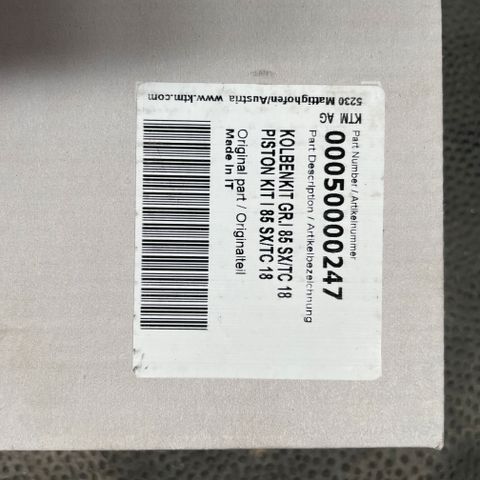 KTM AG
5230 Mattighofen/Austria www.ktm.com
Part Number / Artikelnummer
00050000247
Part Description / Artikelbezeichnung
KOLBENKIT GR.I 85 SX/TC 18
PISTON KIT I 85 SX/TC 18
Original part / Originalteil
Made in IT